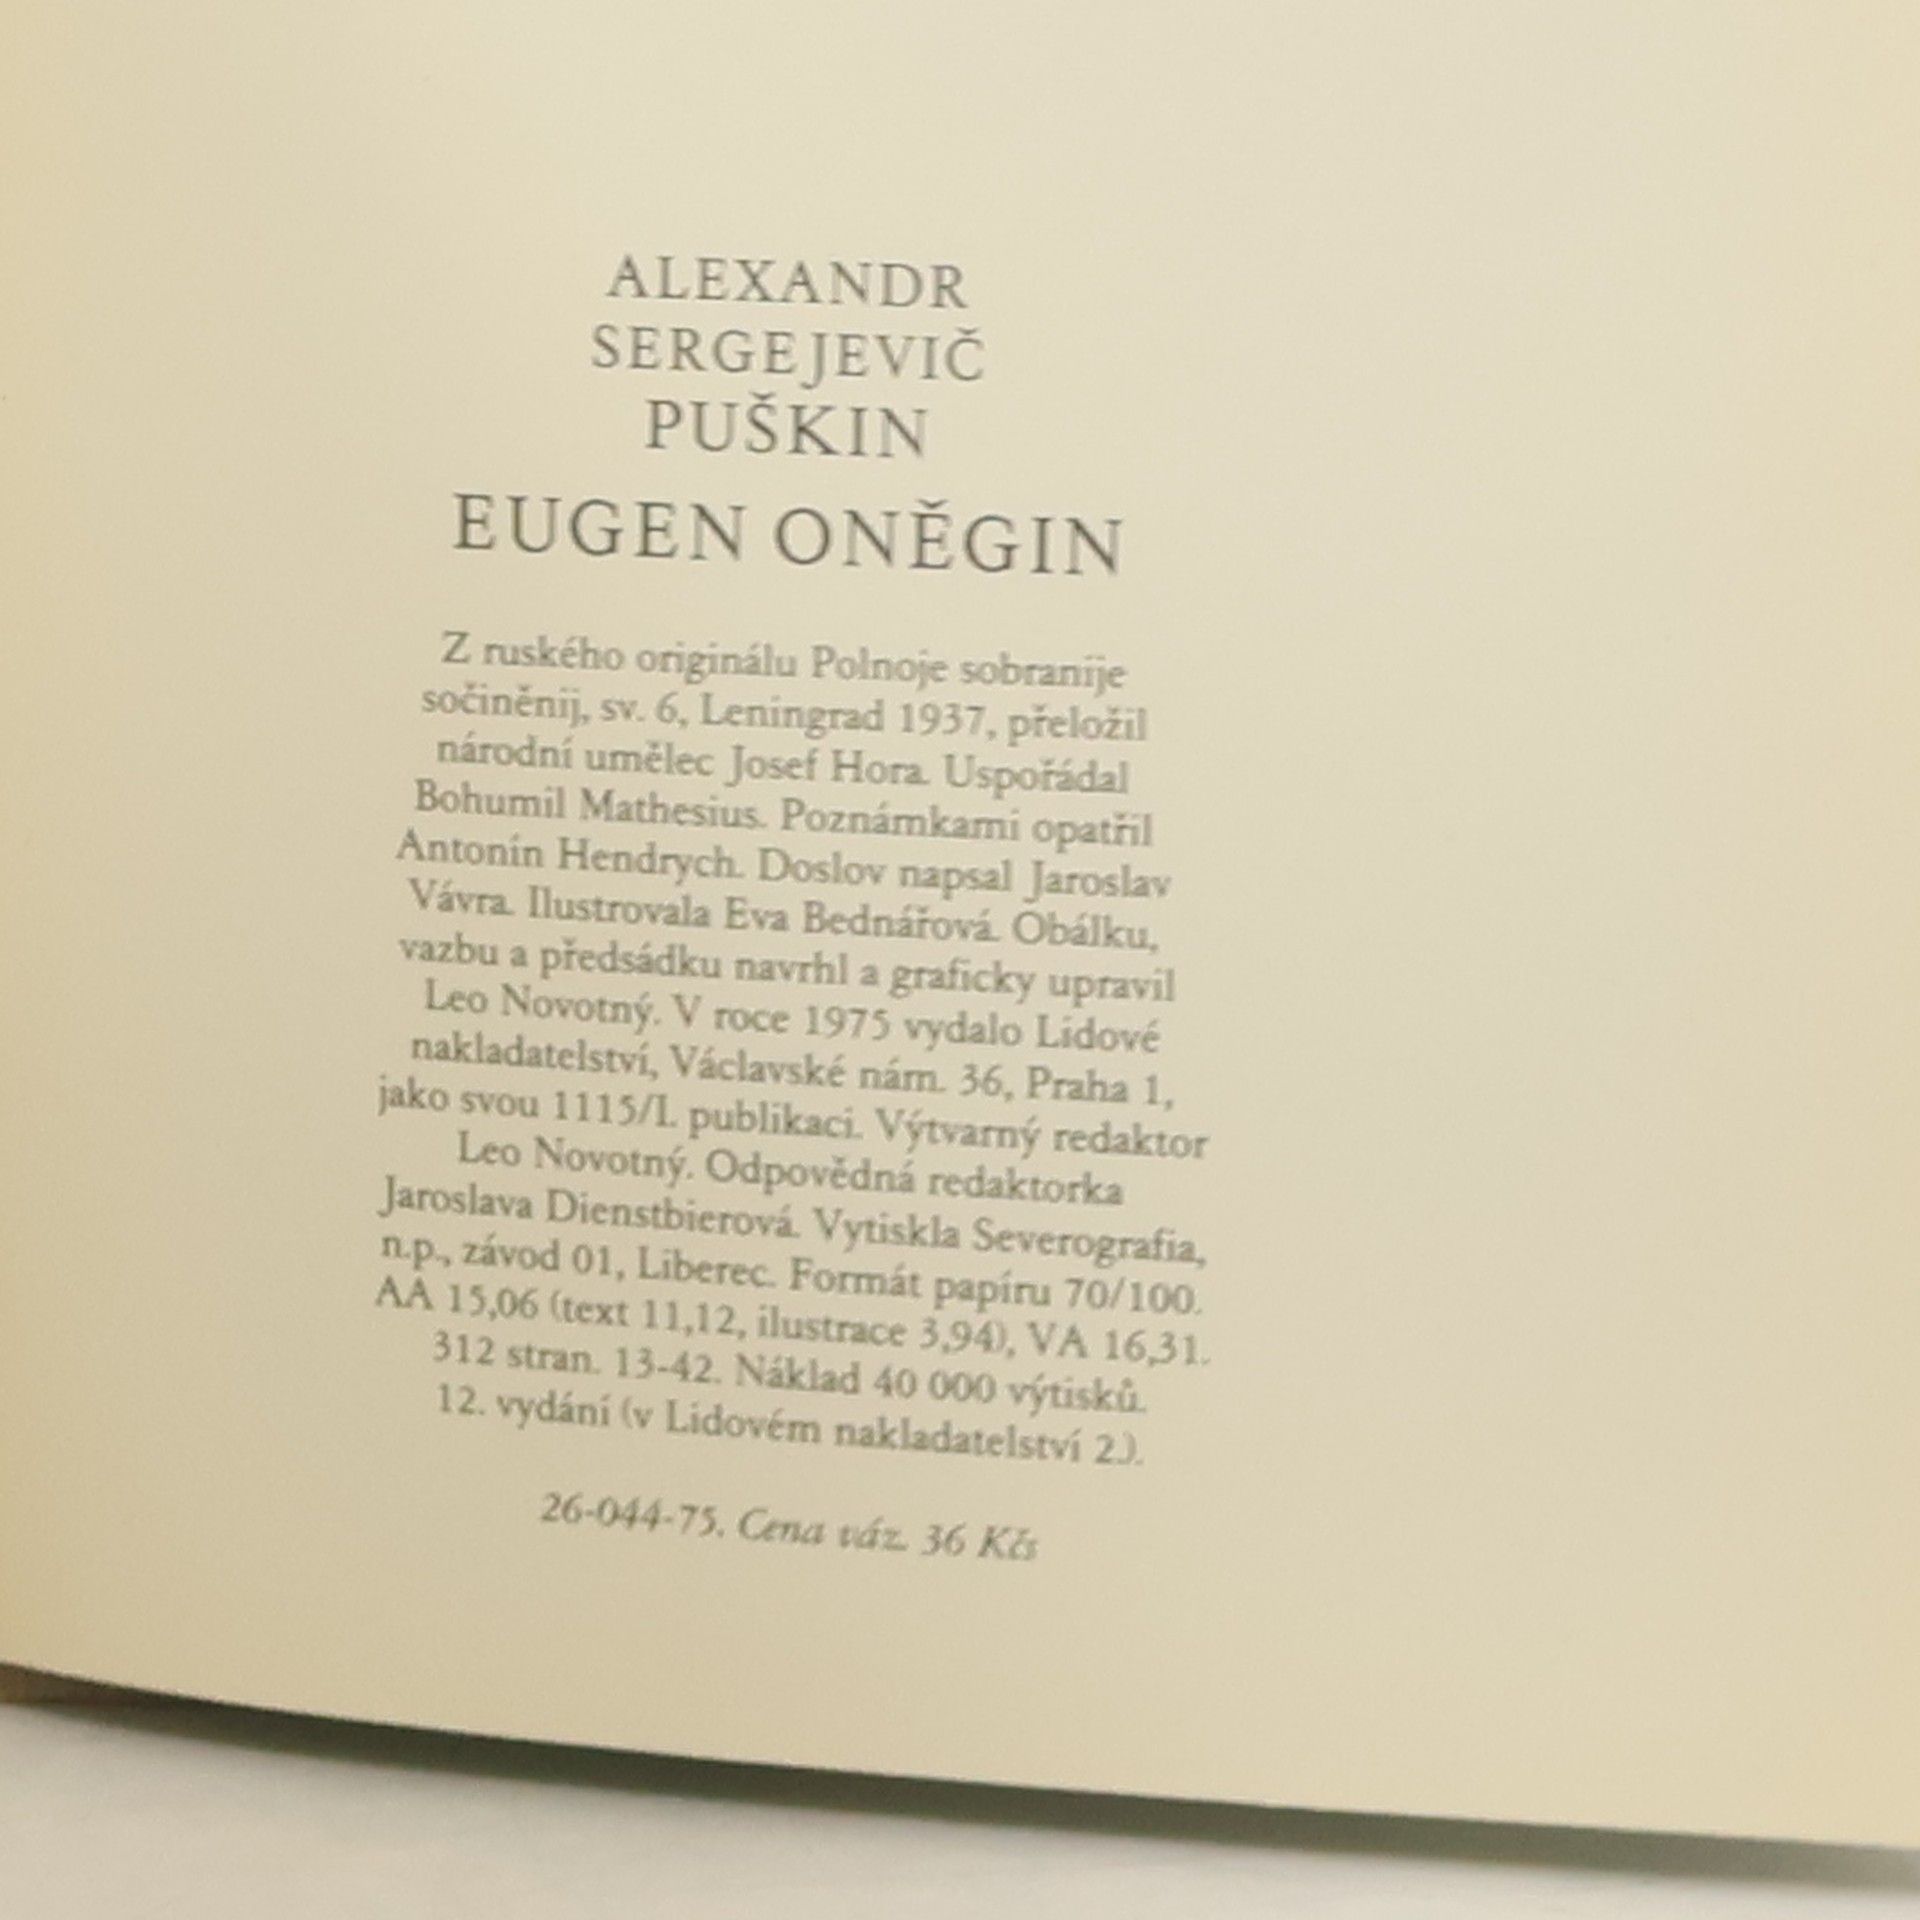 ALEXANDR
SERGEJEVIČ
PUŠKIN
EUGEN ONĚGIN
Z ruského originálu Polnoje sobranije
sočiněnij, sv. 6, Leningrad 1937, přeložil
národní umělec Josef Hora. Uspořádal
Bohumil Mathesius. Poznámkami opatřil
Antonín Hendrych. Doslov napsal Jaroslav
Vávra. Ilustrovala Eva Bednářová. Obálku,
vazbu a předsádku navrhl a graficky upravil
Leo Novotný. V roce 1975 vydalo Lidové
nakladatelství, Václavské nám. 36, Praha 1,
jako svou 1115/I. publikaci. Výtvarný redaktor
Leo Novotný. Odpovědná redaktorka
Jaroslava Dienstbierová. Vytiskla Severografia,
n.p., závod 01, Liberec. Formát papíru 70/100.
AA 15,06 (text 11,12, ilustrace 3,94), VA 16,31.
312 stran. 13-42. Náklad 40 000 výtisků.
12. vydání (v Lidovém nakladatelství 2.).
26-044-75. Cena váz. 36 Kčs